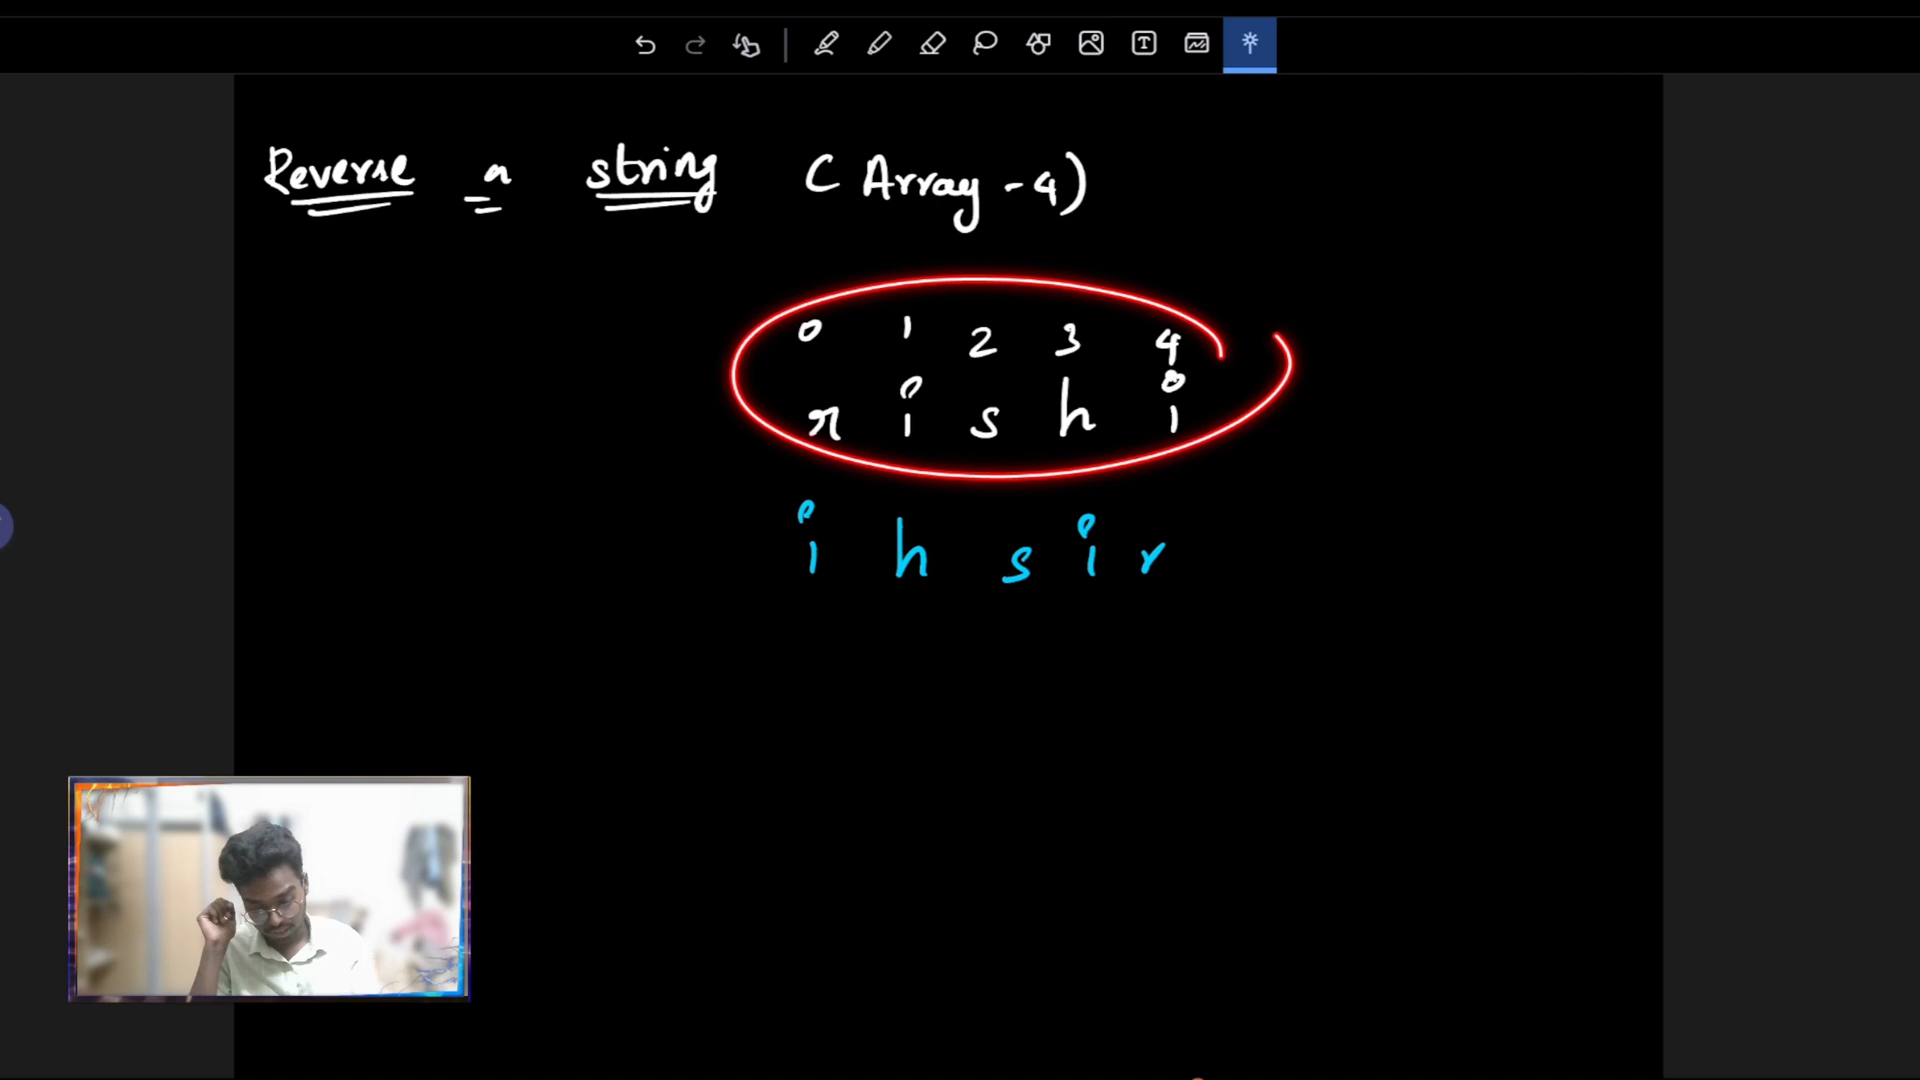 Reverse a string (Array - 4)
0 1 2 3 4
r i s h i
i h s i r